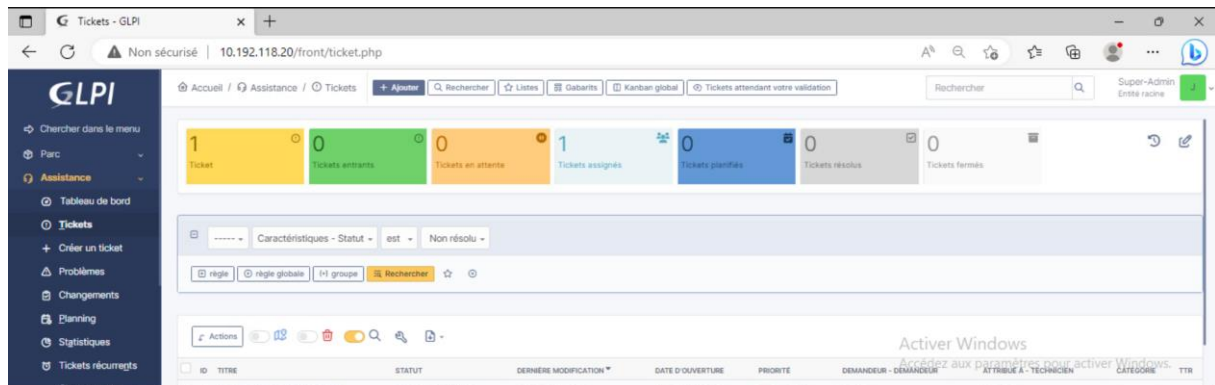 Tickets - GLPI
Non sécurisé | 10.192.118.20/front/ticket.php
GLPI
Accueil / Assistance / Tickets
+ Ajouter
Rechercher
Listes
Gabarits
Kanban global
Tickets attendant votre validation
Rechercher
Super-Admin
Entité racine
J
Chercher dans le menu
Parc
Assistance
Tableau de bord
Tickets
+ Créer un ticket
Problèmes
Changements
Planning
Statistiques
Tickets récurrents
1 Ticket
0 Tickets entrants
0 Tickets en attente
1 Tickets assignés
0 Tickets planifiés
0 Tickets résolus
0 Tickets fermés
----- Caractéristiques - Statut est Non résolu
règle
règle globale
groupe
Rechercher
Actions
Activer Windows
Accédez aux paramètres pour activer Windows.
ID TITRE STATUT DERNIÈRE MODIFICATION DATE D'OUVERTURE PRIORITÉ DEMANDEUR - DEMANDEUR ATTRIBUÉ À - TECHNICIEN CATÉGORIE TTR